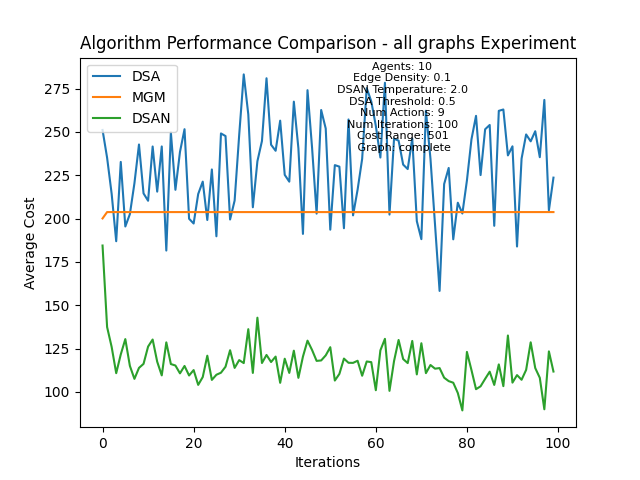 Algorithm Performance Comparison - all graphs Experiment
DSA
MGM
DSAN
Agents: 10
Edge Density: 0.1
DSAN Temperature: 2.0
DSA Threshold: 0.5
Num Actions: 9
Num Iterations: 100
Cost Range: 501
Graph: Complete
Average Cost
275
250
225
200
175
150
125
100
0
20
40
60
80
100
Iterations